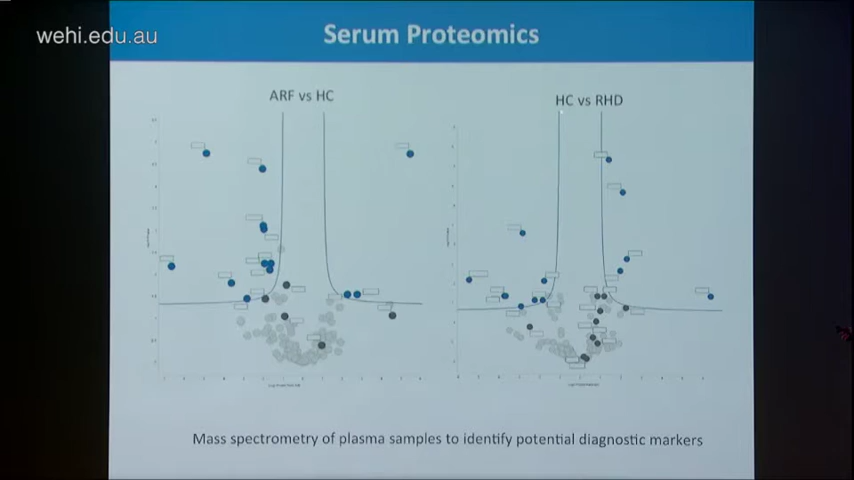 wehi.edu.au
Serum Proteomics
ARF vs HC
HC vs RHD
Mass spectrometry of plasma samples to identify potential diagnostic markers